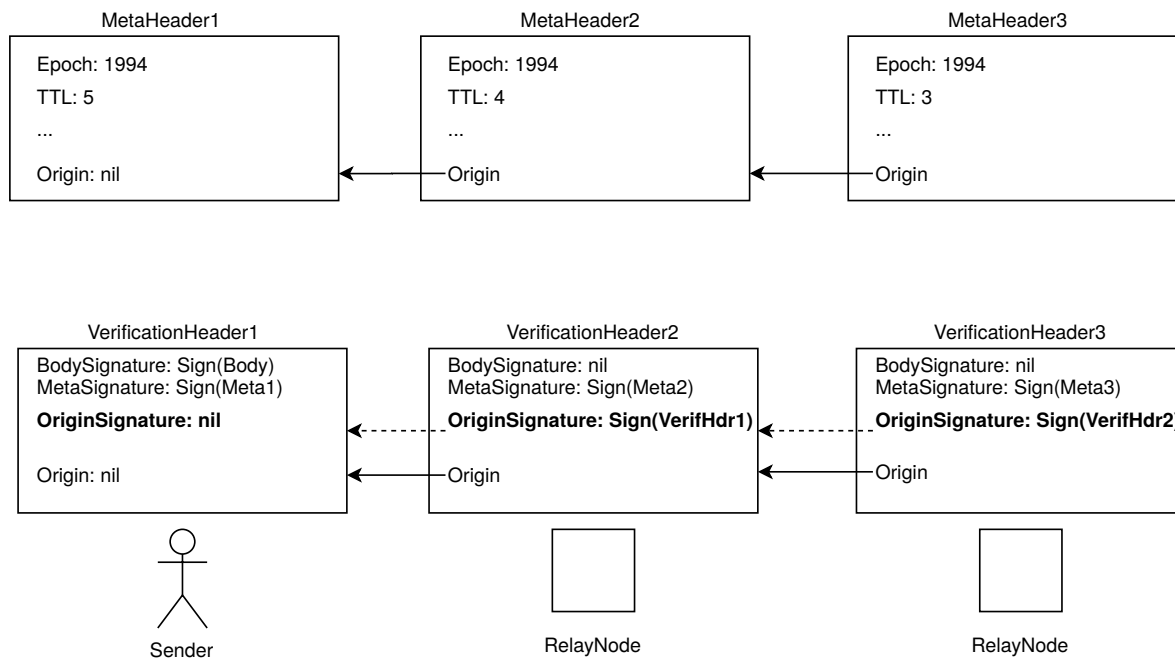 MetaHeader1
Epoch: 1994
TTL: 5
...
Origin: nil
MetaHeader2
Epoch: 1994
TTL: 4
...
Origin
MetaHeader3
Epoch: 1994
TTL: 3
...
Origin
VerificationHeader1
BodySignature: Sign(Body)
MetaSignature: Sign(Meta1)
OriginSignature: nil
Origin: nil
Sender
VerificationHeader2
BodySignature: nil
MetaSignature: Sign(Meta2)
OriginSignature: Sign(VerifHdr1)
Origin
RelayNode
VerificationHeader3
BodySignature: nil
MetaSignature: Sign(Meta3)
OriginSignature: Sign(VerifHdr2)
Origin
RelayNode